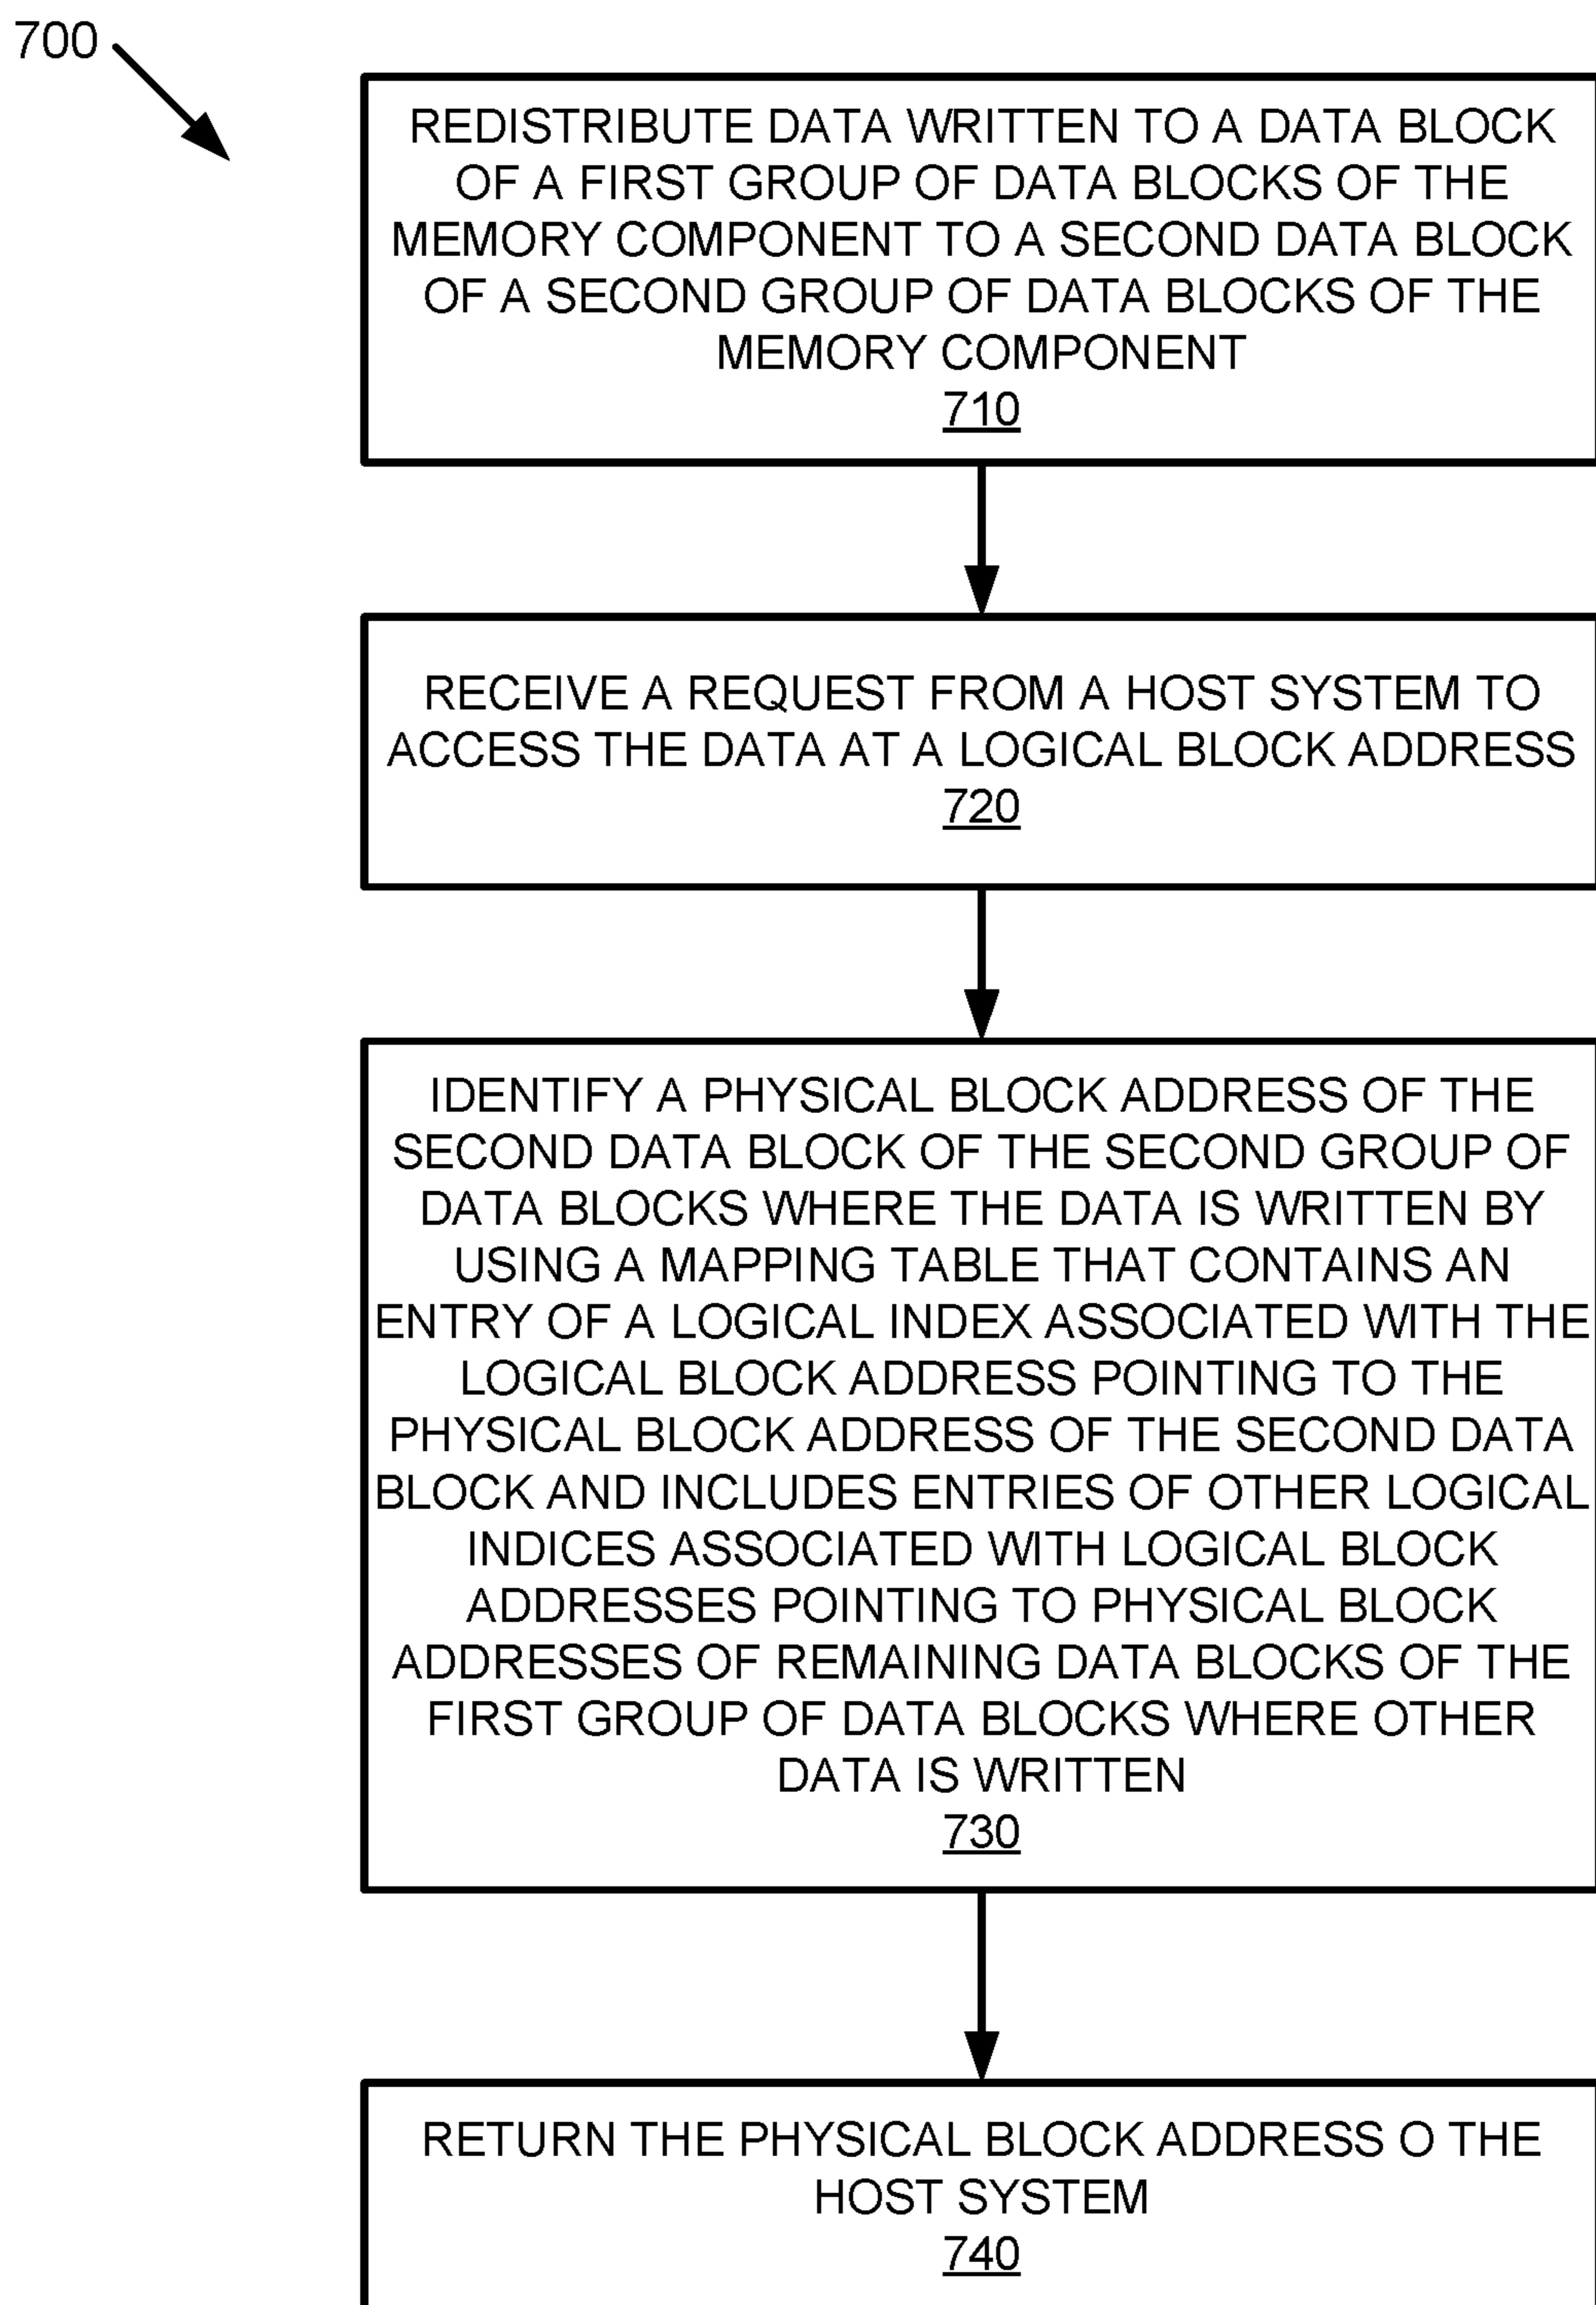 700
REDISTRIBUTE DATA WRITTEN TO A DATA BLOCK
OF A FIRST GROUP OF DATA BLOCKS OF THE
MEMORY COMPONENT TO A SECOND DATA BLOCK
OF A SECOND GROUP OF DATA BLOCKS OF THE
MEMORY COMPONENT
710
RECEIVE A REQUEST FROM A HOST SYSTEM TO
ACCESS THE DATA AT A LOGICAL BLOCK ADDRESS
720
IDENTIFY A PHYSICAL BLOCK ADDRESS OF THE
SECOND DATA BLOCK OF THE SECOND GROUP OF
DATA BLOCKS WHERE THE DATA IS WRITTEN BY
USING A MAPPING TABLE THAT CONTAINS AN
ENTRY OF A LOGICAL INDEX ASSOCIATED WITH THE
LOGICAL BLOCK ADDRESS POINTING TO THE
PHYSICAL BLOCK ADDRESS OF THE SECOND DATA
BLOCK AND INCLUDES ENTRIES OF OTHER LOGICAL
INDICES ASSOCIATED WITH LOGICAL BLOCK
ADDRESSES POINTING TO PHYSICAL BLOCK
ADDRESSES OF REMAINING DATA BLOCKS OF THE
FIRST GROUP OF DATA BLOCKS WHERE OTHER
DATA IS WRITTEN
730
RETURN THE PHYSICAL BLOCK ADDRESS O THE
HOST SYSTEM
740